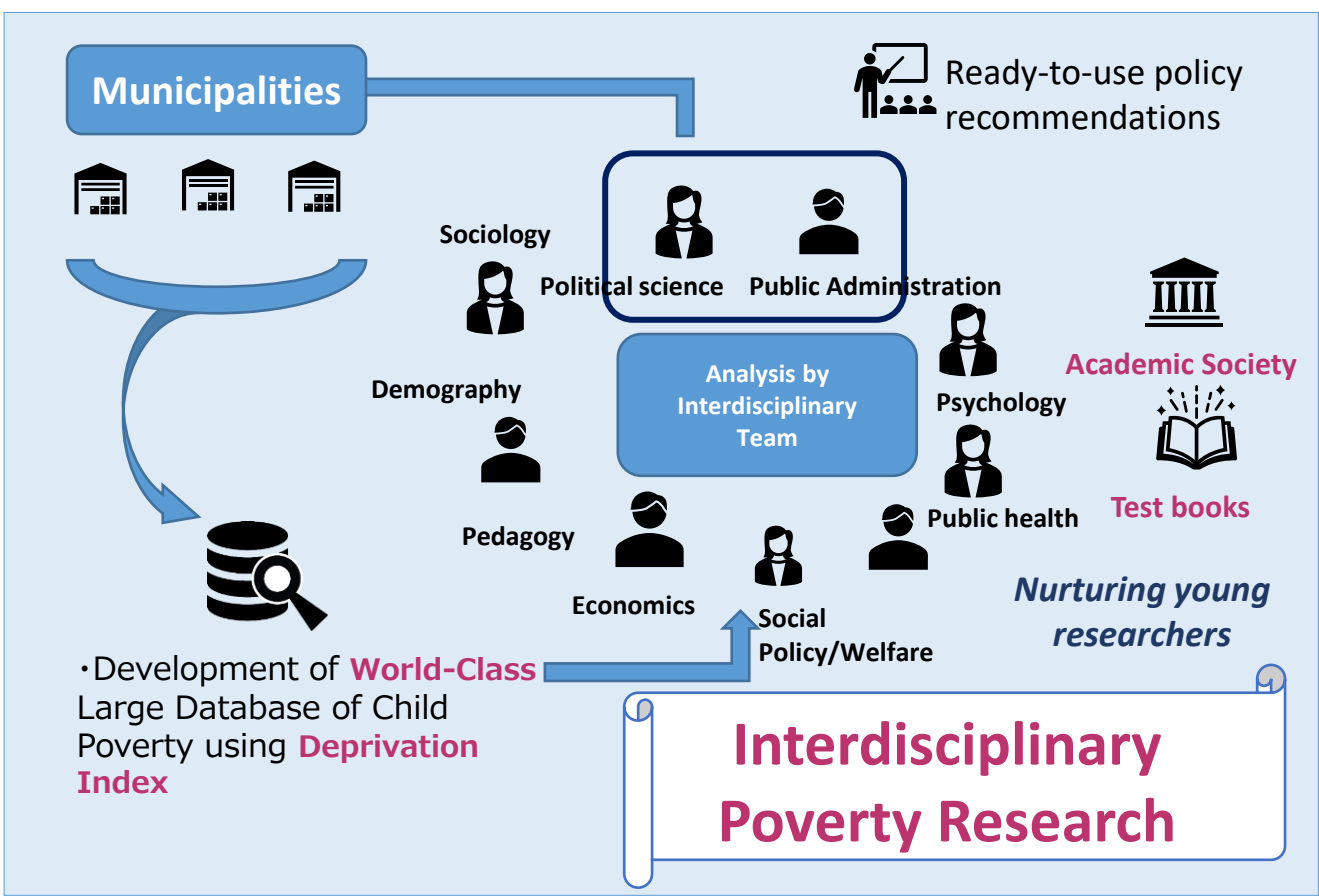 Municipalities
Ready-to-use policy
recommendations
Sociology
Political science
Public Administration
Analysis by
Interdisciplinary
Team
Demography
Psychology
Academic Society
Pedagogy
Public health
Test books
Economics
Social
Policy/Welfare
Nurturing young
researchers
・Development of World-Class
Large Database of Child
Poverty using Deprivation
Index
Interdisciplinary
Poverty Research